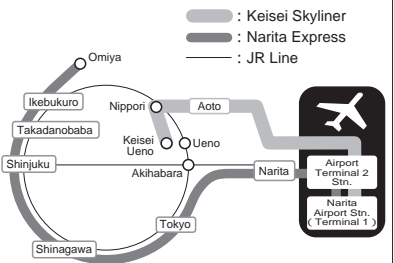 : Keisei Skyliner
: Narita Express
: JR Line
Omiya
Ikebukuro
Nippori
Aoto
Takadanobaba
Keisei
Ueno
Ueno
Shinjuku
Akihabara
Narita
Airport
Terminal 2
Stn.
Narita
Airport Stn.
( Terminal 1 )
Tokyo
Shinagawa